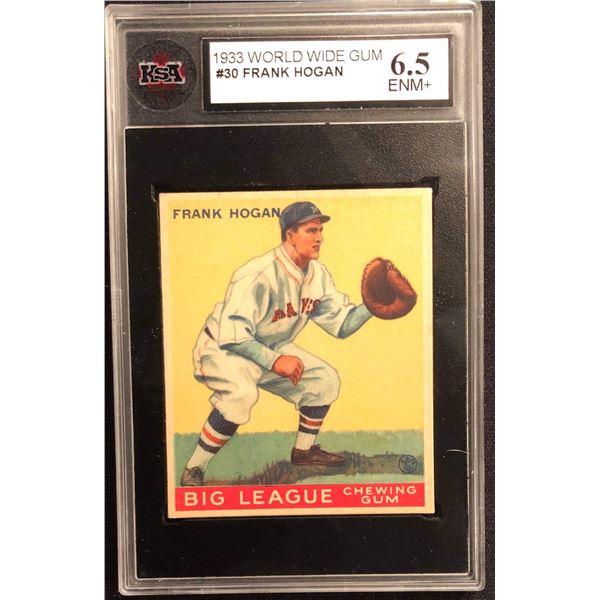 KSA
1933 WORLD WIDE GUM
#30 FRANK HOGAN
6.5
ENM+
FRANK HOGAN
BIG LEAGUE CHEWING
GUM